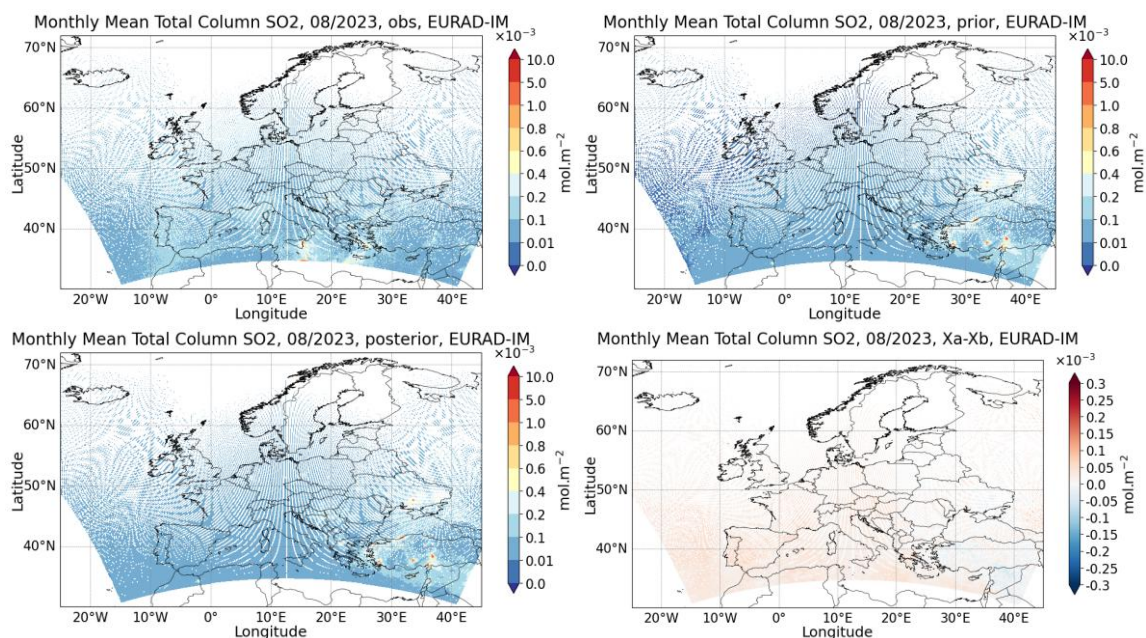 Monthly Mean Total Column SO2, 08/2023, obs, EURAD-IM
×10⁻³
70°N
60°N
50°N
40°N
Latitude
20°W 10°W 0° 10°E 20°E 30°E 40°E
Longitude
10.0
5.0
1.0
0.8
0.6
0.4
0.2
0.1
0.01
0.0
mol.m⁻²
Monthly Mean Total Column SO2, 08/2023, prior, EURAD-IM
×10⁻³
70°N
60°N
50°N
40°N
Latitude
20°W 10°W 0° 10°E 20°E 30°E 40°E
Longitude
10.0
5.0
1.0
0.8
0.6
0.4
0.2
0.1
0.01
0.0
mol.m⁻²
Monthly Mean Total Column SO2, 08/2023, posterior, EURAD-IM
×10⁻³
70°N
60°N
50°N
40°N
Latitude
20°W 10°W 0° 10°E 20°E 30°E 40°E
Longitude
10.0
5.0
1.0
0.8
0.6
0.4
0.2
0.1
0.01
0.0
mol.m⁻²
Monthly Mean Total Column SO2, 08/2023, Xa-Xb, EURAD-IM
×10⁻³
70°N
60°N
50°N
40°N
Latitude
20°W 10°W 0° 10°E 20°E 30°E 40°E
Longitude
0.3
0.25
0.2
0.15
0.1
0.05
0.0
-0.05
-0.1
-0.15
-0.2
-0.25
-0.3
mol.m⁻²